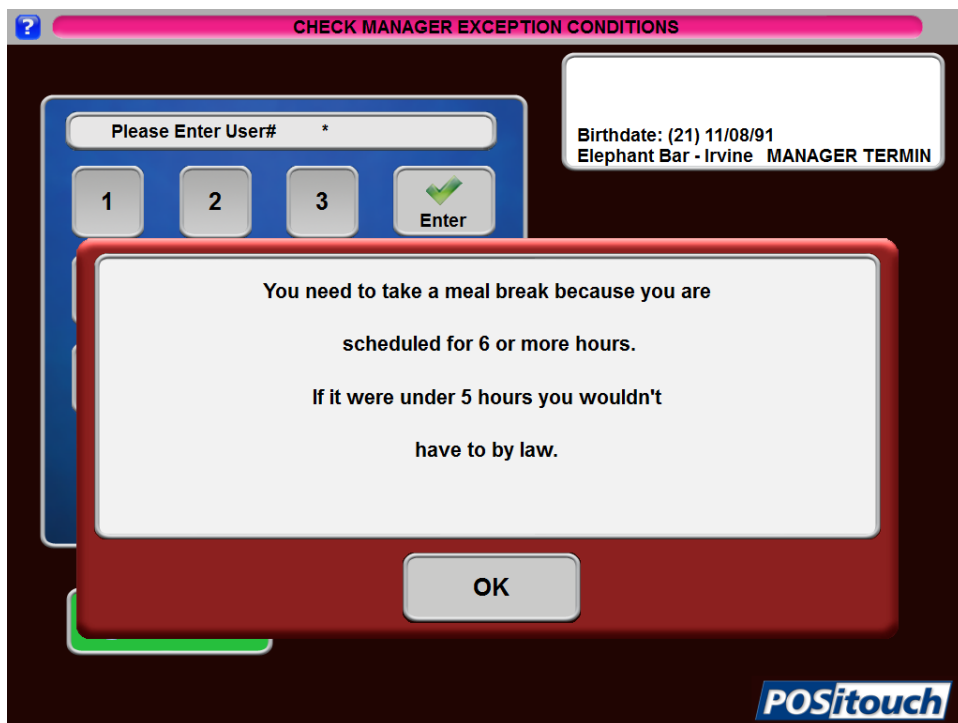 ?
CHECK MANAGER EXCEPTION CONDITIONS
Birthdate: (21) 11/08/91
Elephant Bar - Irvine MANAGER TERMIN
Please Enter User# *
1
2
3
Enter
You need to take a meal break because you are
scheduled for 6 or more hours.
If it were under 5 hours you wouldn't
have to by law.
OK
POSitouch